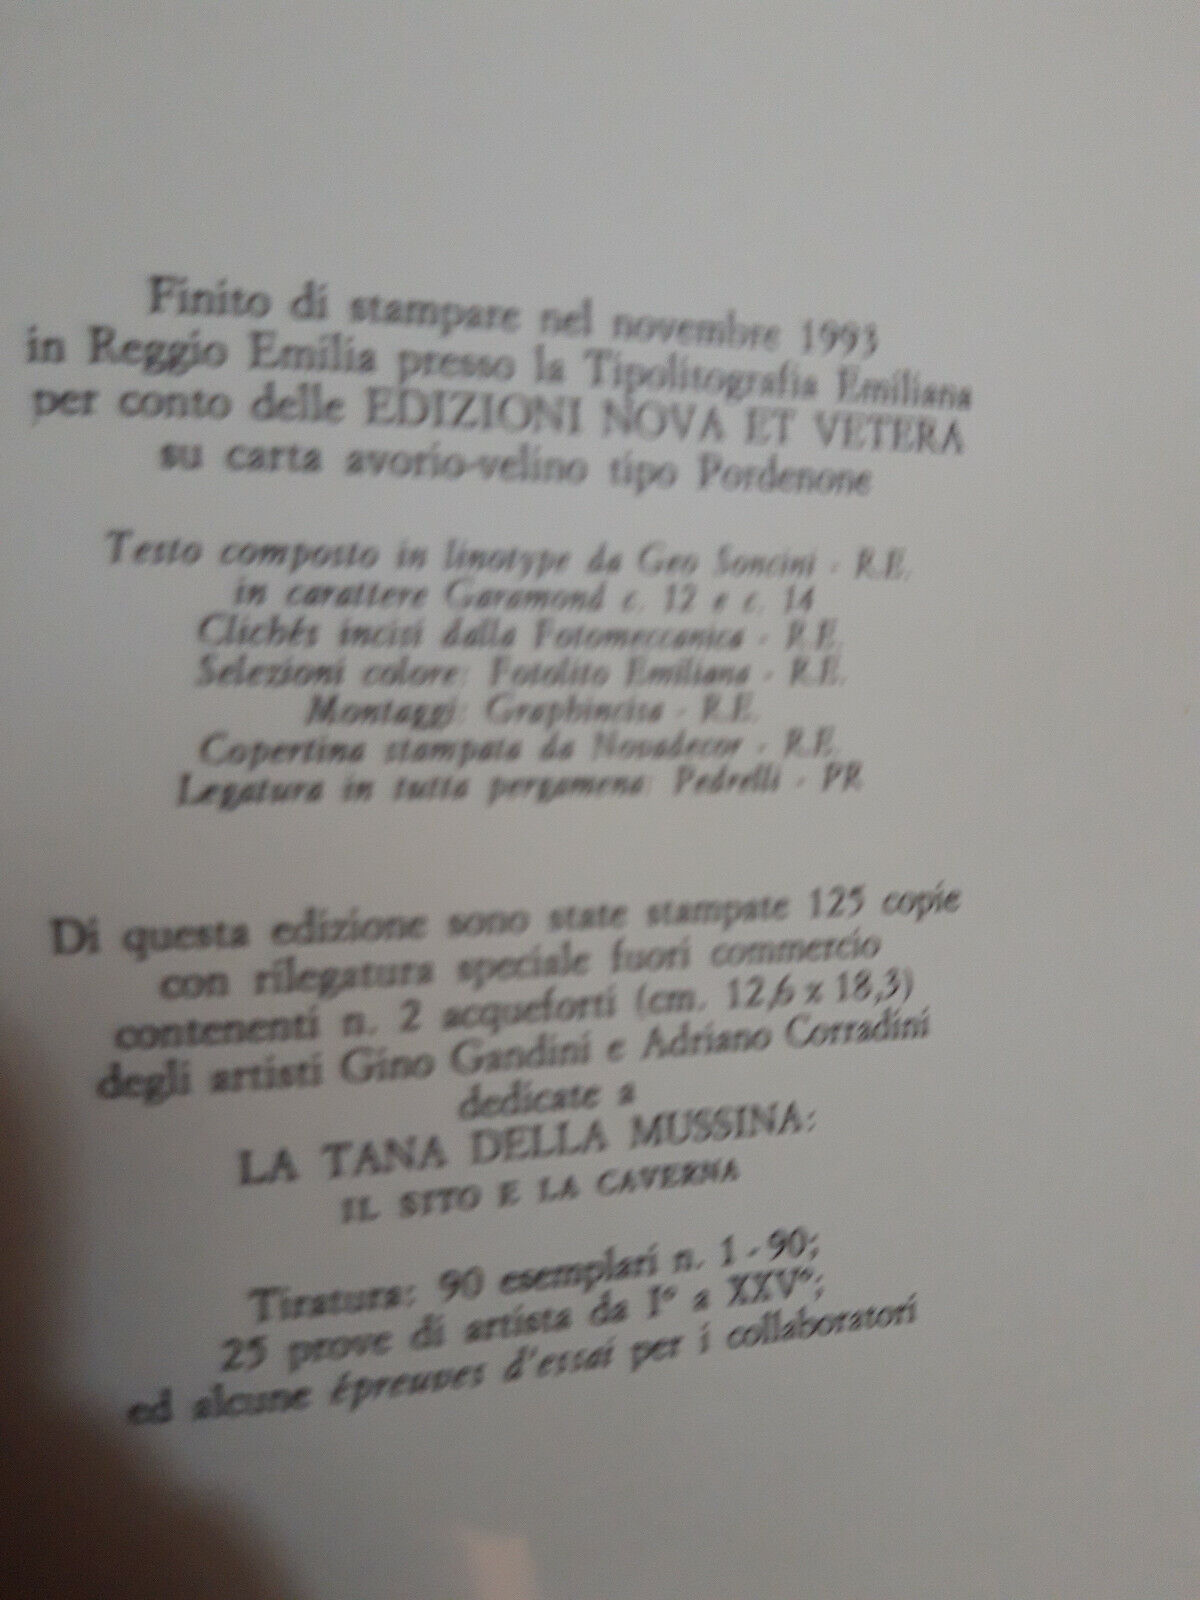 Finito di stampare nel novembre 1993
in Reggio Emilia presso la Tipolitografia Emiliana
per conto delle EDIZIONI NOVA ET VETERA
su carta avorio-velino tipo Pordenone
Testo composto in linotype da Geo Soncini - R.E.
in carattere Garamond c. 12 e c. 14
Clichés incisi dalla Fotomeccanica - R.E.
Selezioni colore: Fotolito Emiliana - R.E.
Montaggi: Graphincisa - R.E.
Copertina stampata da Novadecor - R.E.
Legatura in tutta pergamena: Pedrelli - PR
Di questa edizione sono state stampate 125 copie
con rilegatura speciale fuori commercio
contenenti n. 2 acqueforti (cm. 12,6 x 18,3)
degli artisti Gino Gandini e Adriano Corradini
dedicate a
LA TANA DELLA MUSSINA:
IL SITO E LA CAVERNA
Tiratura: 90 esemplari n. 1 - 90;
25 prove di artista da I° a XXV°;
ed alcune épreuves d'essai per i collaboratori